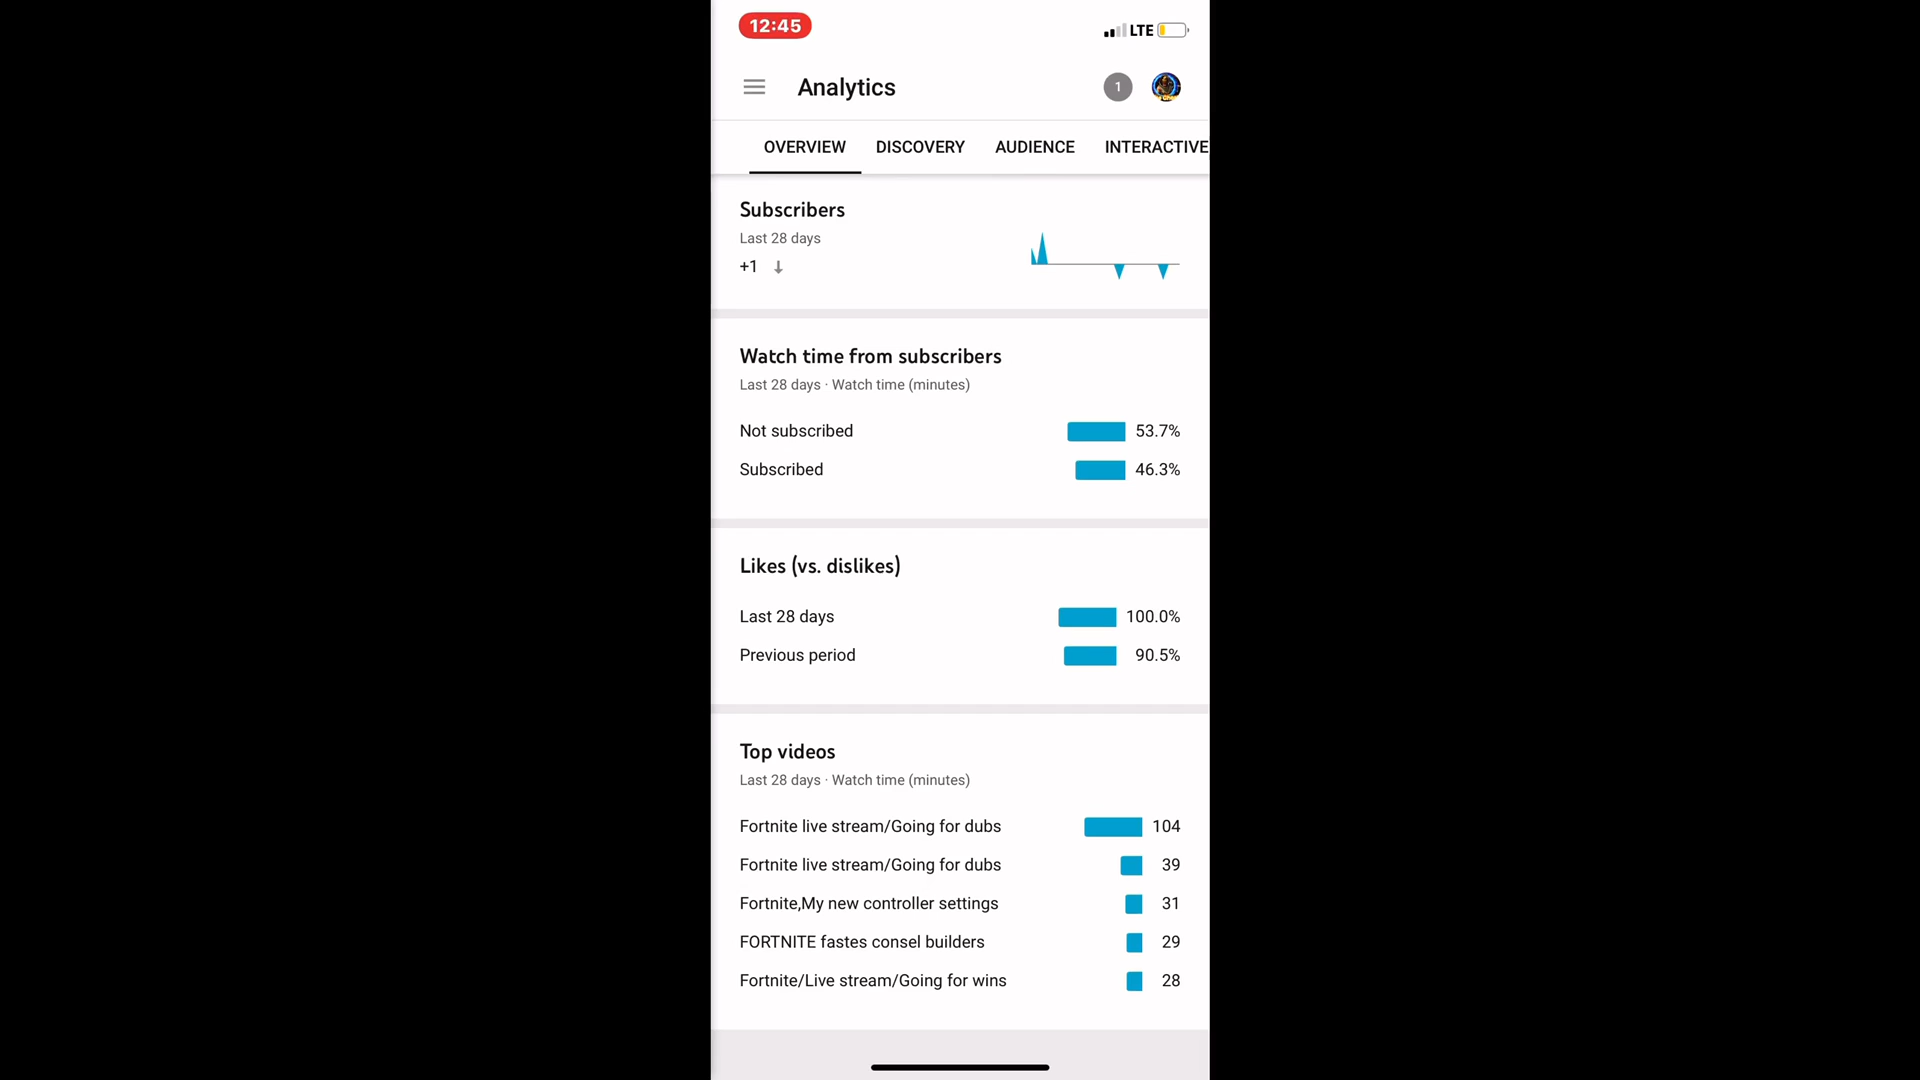 12:45
LTE
Analytics
1
OVERVIEW DISCOVERY AUDIENCE INTERACTIVE
Subscribers
Last 28 days
+1
Watch time from subscribers
Last 28 days · Watch time (minutes)
Not subscribed 53.7%
Subscribed 46.3%
Likes (vs. dislikes)
Last 28 days 100.0%
Previous period 90.5%
Top videos
Last 28 days · Watch time (minutes)
Fortnite live stream/Going for dubs 104
Fortnite live stream/Going for dubs 39
Fortnite,My new controller settings 31
FORTNITE fastes consel builders 29
Fortnite/Live stream/Going for wins 28